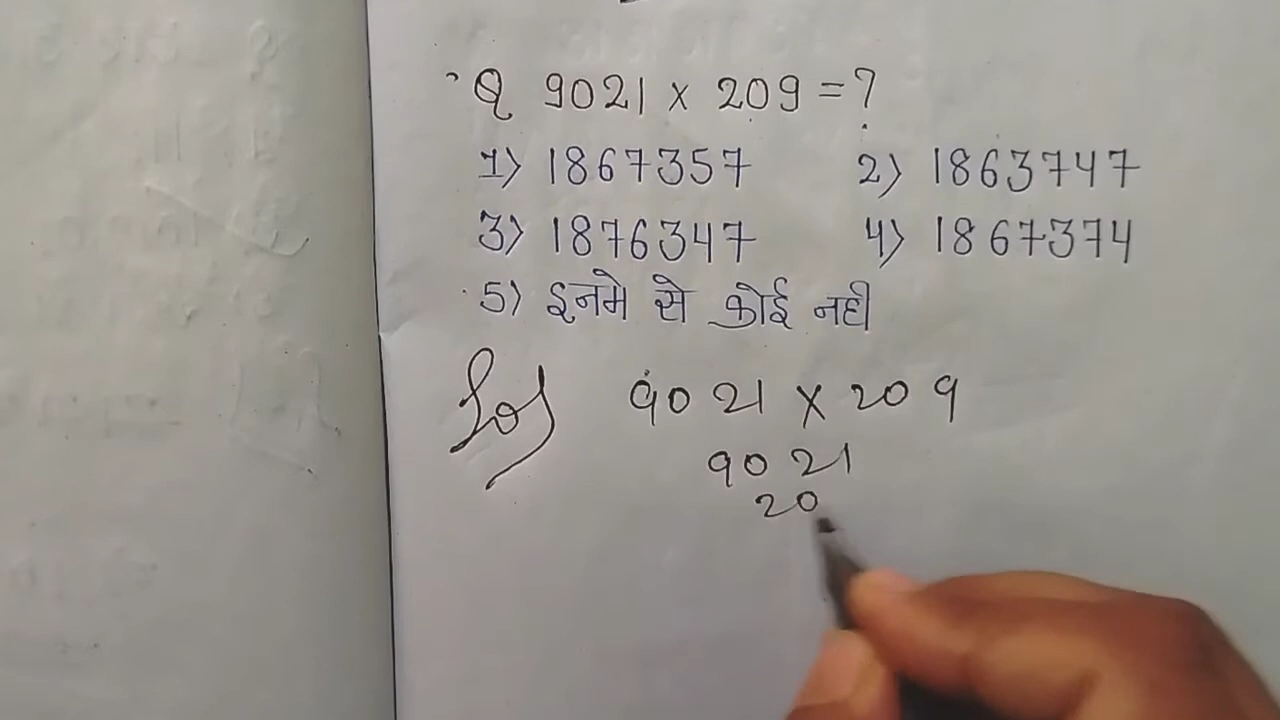 Q 9021 x 209 = ?
1) 1867357 2) 1863747
3) 1876347 4) 1867374
5) इनमे से कोई नही
Sol 9021 x 209
9021
20